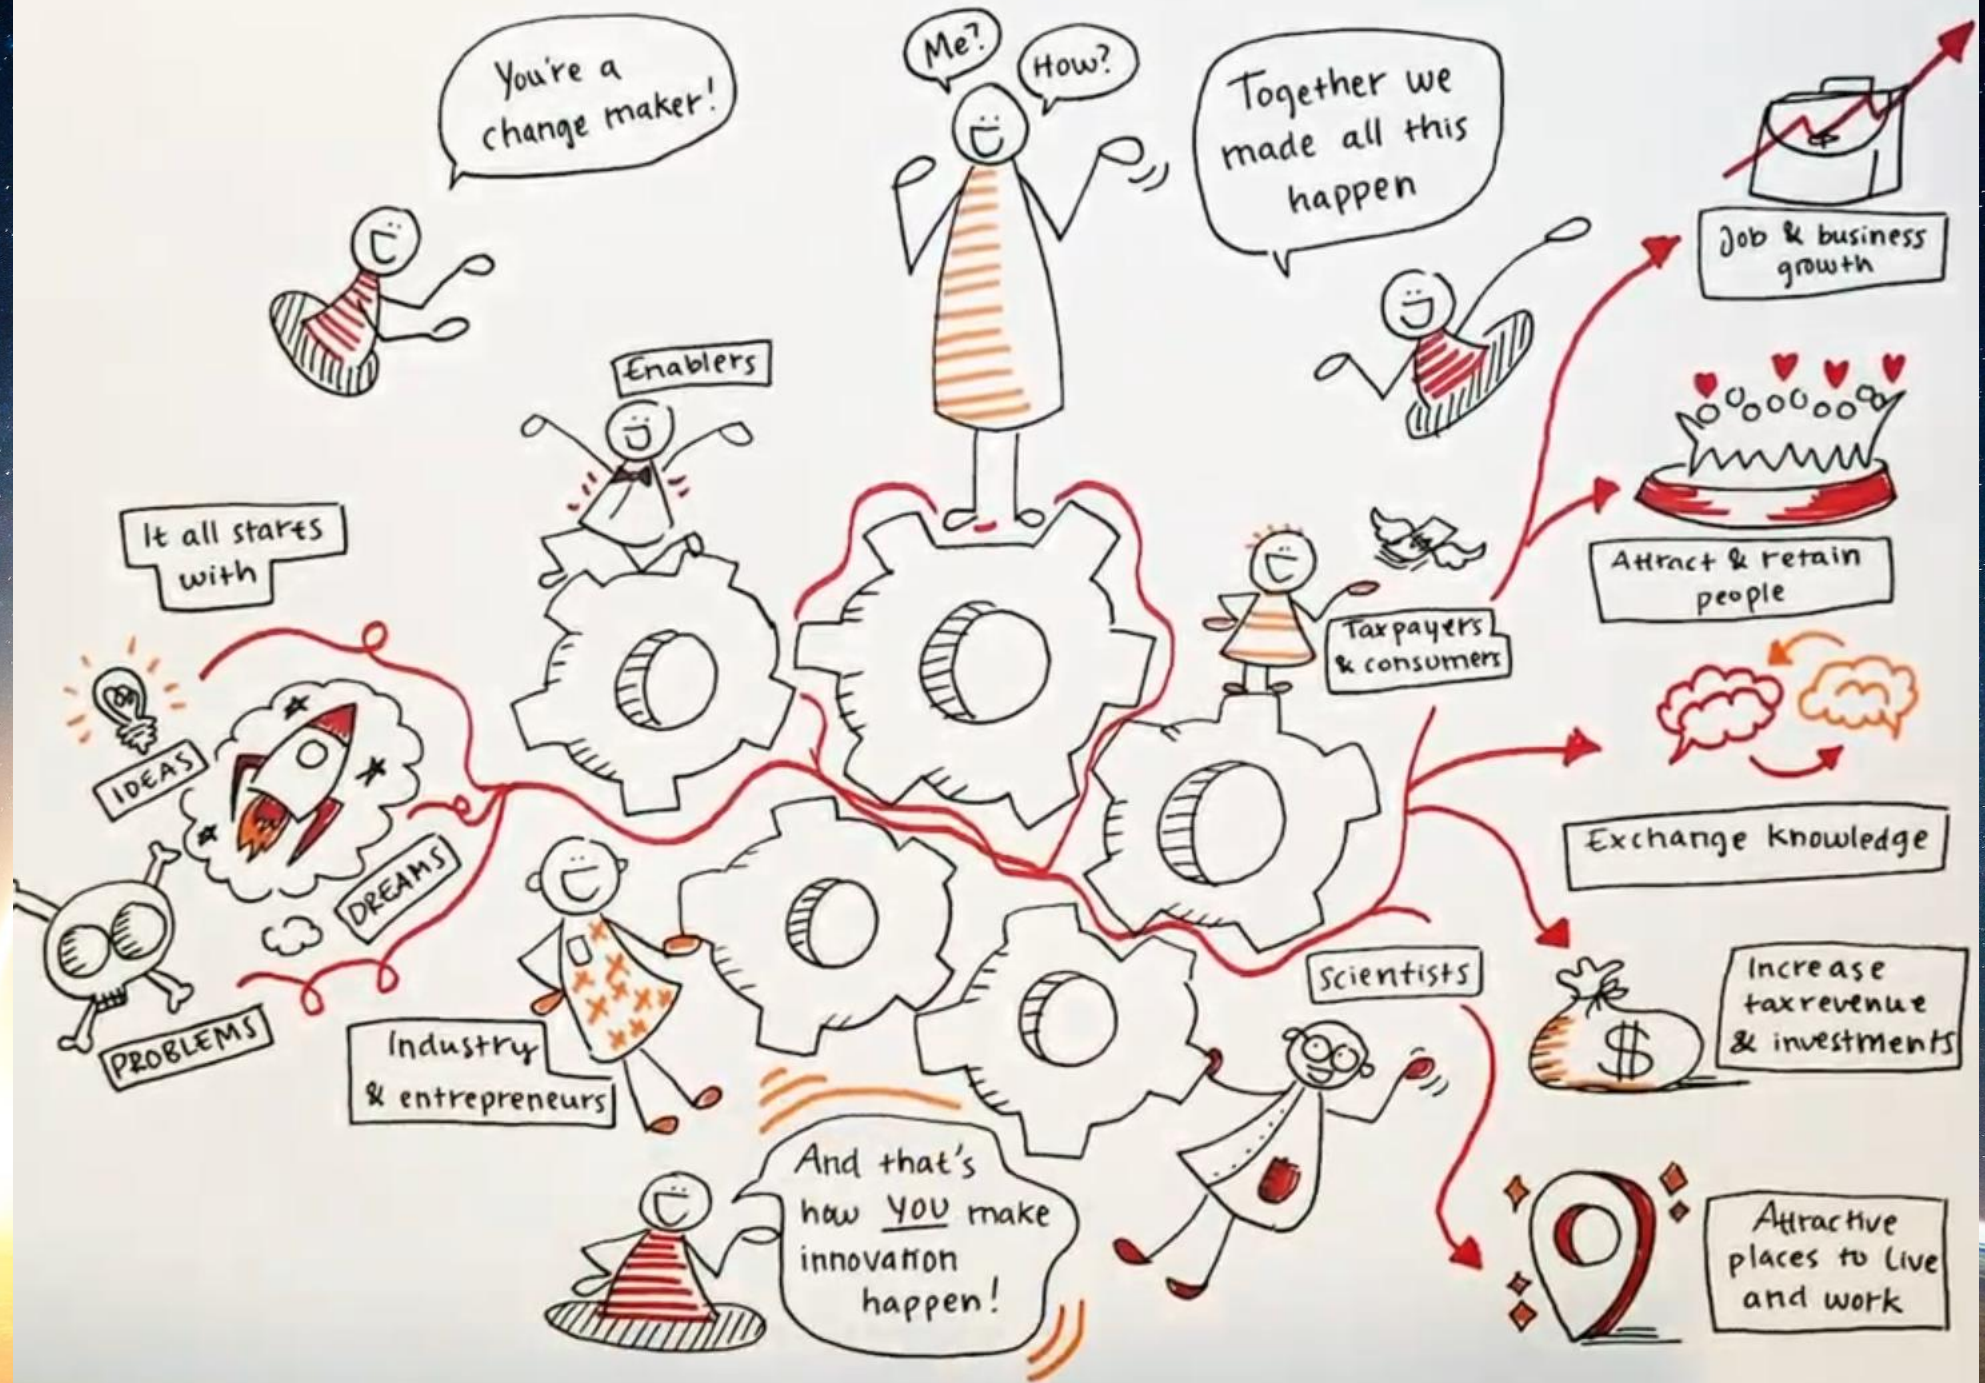 You're a
change maker!
Me?
How?
Together we
made all this
happen
Job & business
growth
Enablers
Attract & retain
people
It all starts
with
Taxpayers
& consumers
IDEAS
DREAMS
PROBLEMS
Exchange knowledge
Industry
& entrepreneurs
Scientists
Increase
tax revenue
& investments
$
And that's
how YOU make
innovation
happen!
Attractive
places to live
and work